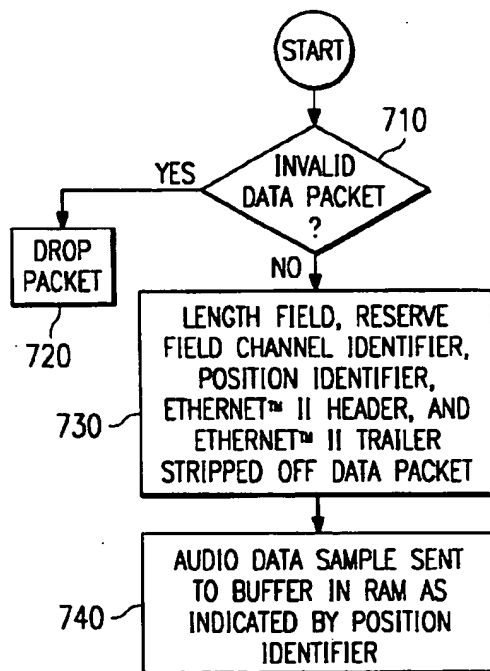 START
710
INVALID
DATA PACKET
?
YES
NO
DROP
PACKET
720
LENGTH FIELD, RESERVE
FIELD CHANNEL IDENTIFIER,
POSITION IDENTIFIER,
ETHERNET™ II HEADER, AND
ETHERNET™ II TRAILER
STRIPPED OFF DATA PACKET
730
AUDIO DATA SAMPLE SENT
TO BUFFER IN RAM AS
INDICATED BY POSITION
IDENTIFIER
740